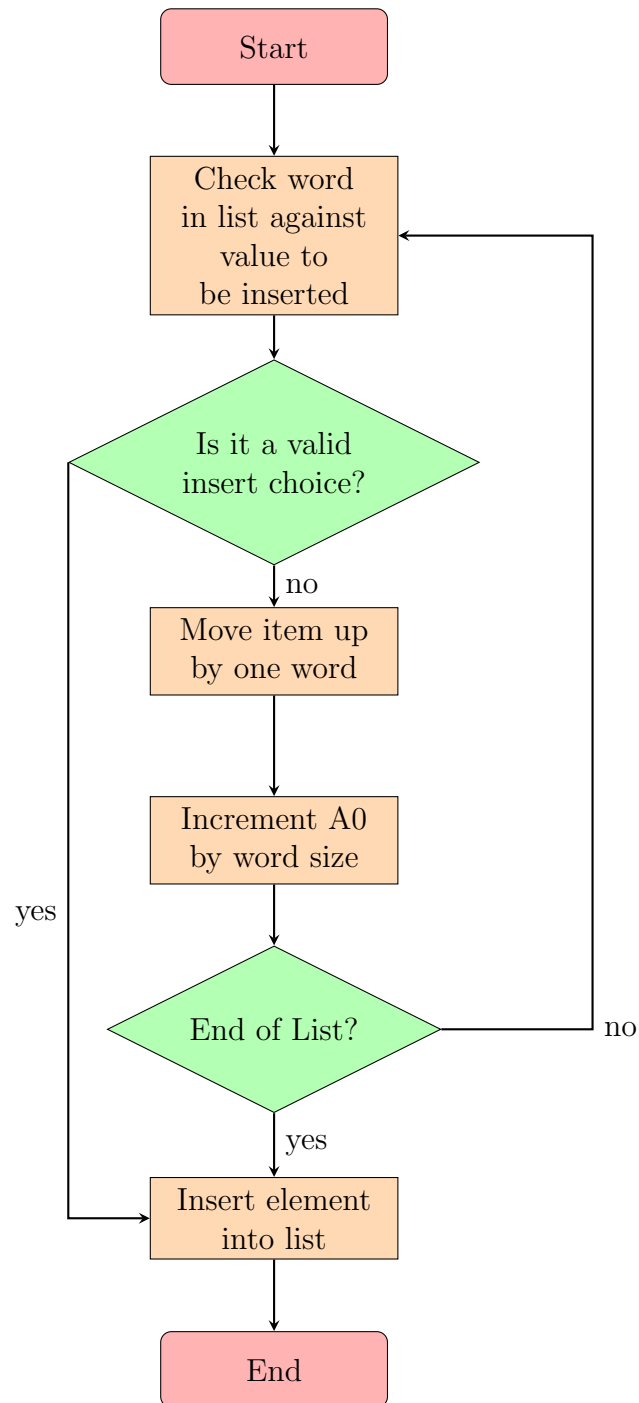 Start
Check word
in list against
value to
be inserted
Is it a valid
insert choice?
no
Move item up
by one word
Increment A0
by word size
yes
End of List?
no
yes
Insert element
into list
End